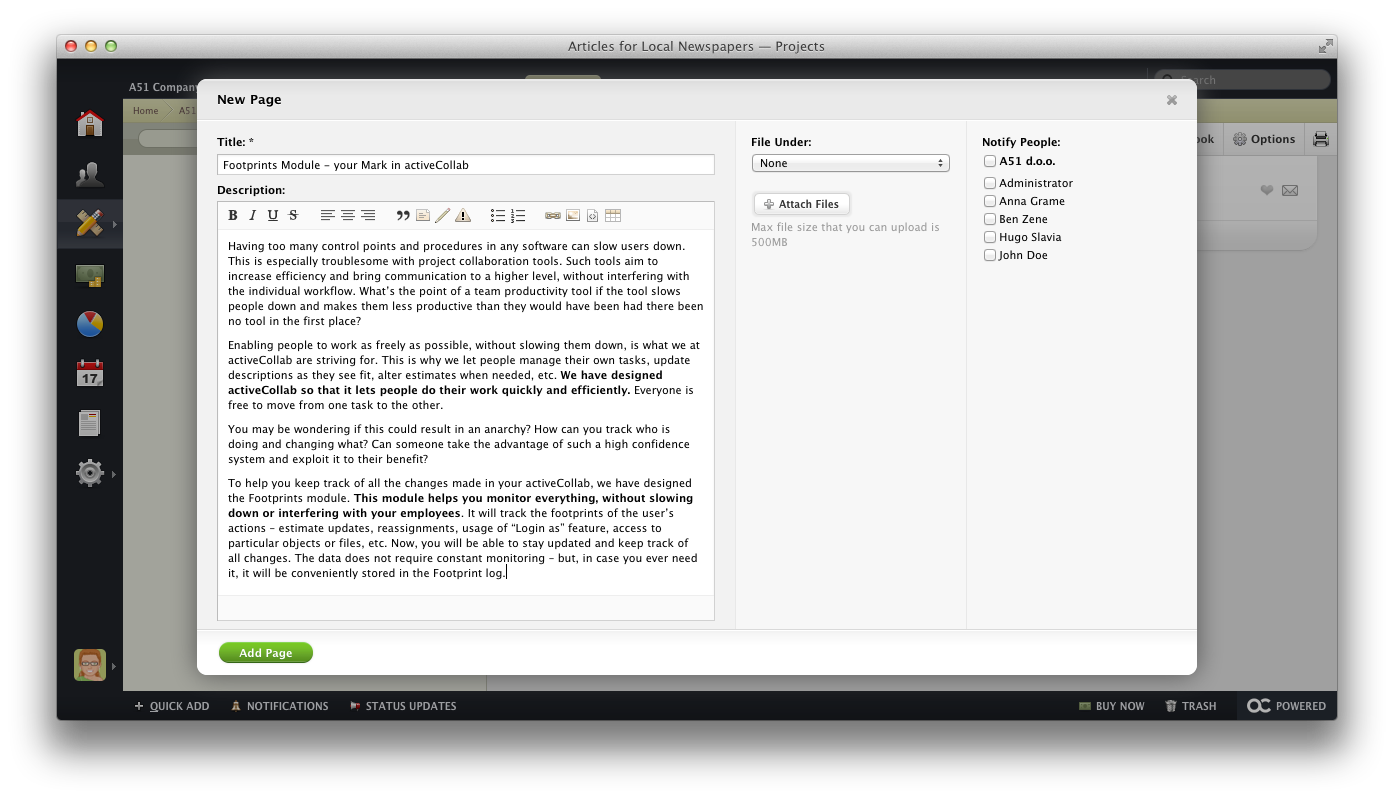 Articles for Local Newspapers — Projects
A51 Company
Search
Home
A51
New Page
Title: *
Footprints Module – your Mark in activeCollab
Description:
B I U S
Having too many control points and procedures in any software can slow users down.
This is especially troublesome with project collaboration tools. Such tools aim to
increase efficiency and bring communication to a higher level, without interfering with
the individual workflow. What’s the point of a team productivity tool if the tool slows
people down and makes them less productive than they would have been had there been
no tool in the first place?
Enabling people to work as freely as possible, without slowing them down, is what we at
activeCollab are striving for. This is why we let people manage their own tasks, update
descriptions as they see fit, alter estimates when needed, etc. We have designed
activeCollab so that it lets people do their work quickly and efficiently. Everyone is
free to move from one task to the other.
You may be wondering if this could result in an anarchy? How can you track who is
doing and changing what? Can someone take the advantage of such a high confidence
system and exploit it to their benefit?
To help you keep track of all the changes made in your activeCollab, we have designed
the Footprints module. This module helps you monitor everything, without slowing
down or interfering with your employees. It will track the footprints of the user’s
actions – estimate updates, reassignments, usage of “Login as” feature, access to
particular objects or files, etc. Now, you will be able to stay updated and keep track of
all changes. The data does not require constant monitoring – but, in case you ever need
it, it will be conveniently stored in the Footprint log.
Add Page
File Under:
None
Attach Files
Max file size that you can upload is
500MB
Notify People:
A51 d.o.o.
Administrator
Anna Grame
Ben Zene
Hugo Slavia
John Doe
ook
Options
17
QUICK ADD
NOTIFICATIONS
STATUS UPDATES
BUY NOW
TRASH
POWERED